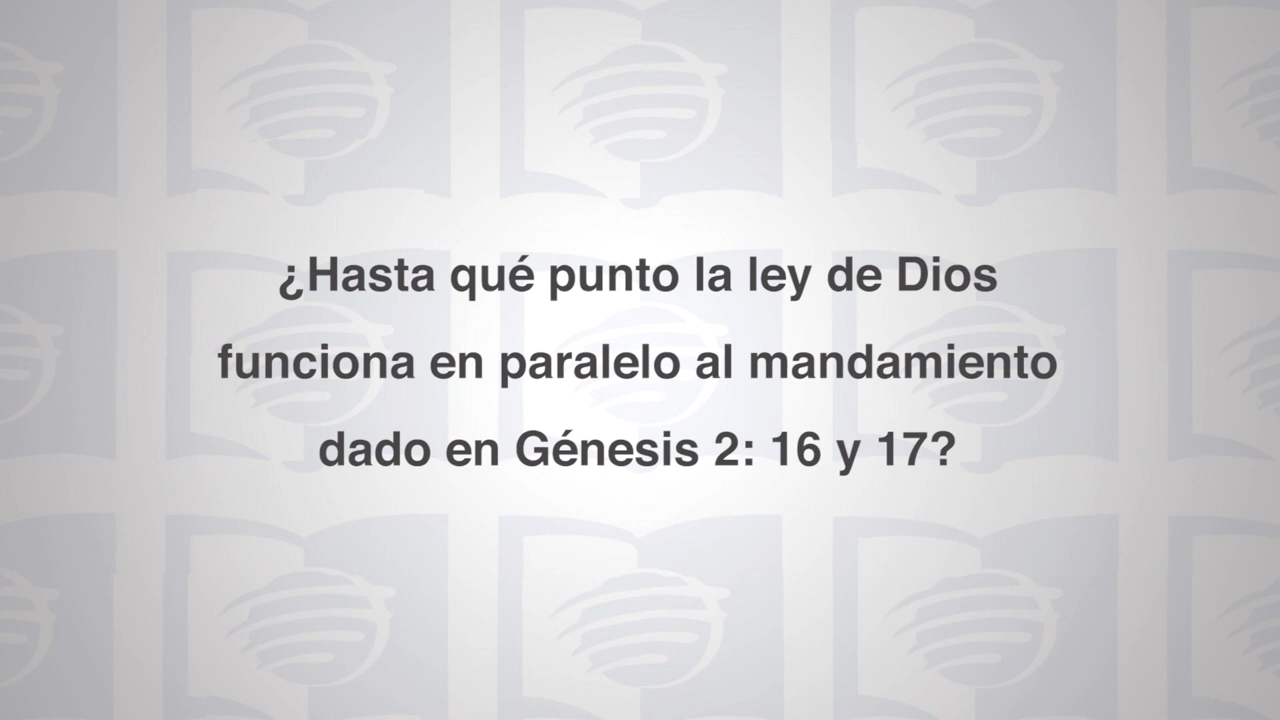 ¿Hasta qué punto la ley de Dios
funciona en paralelo al mandamiento
dado en Génesis 2: 16 y 17?